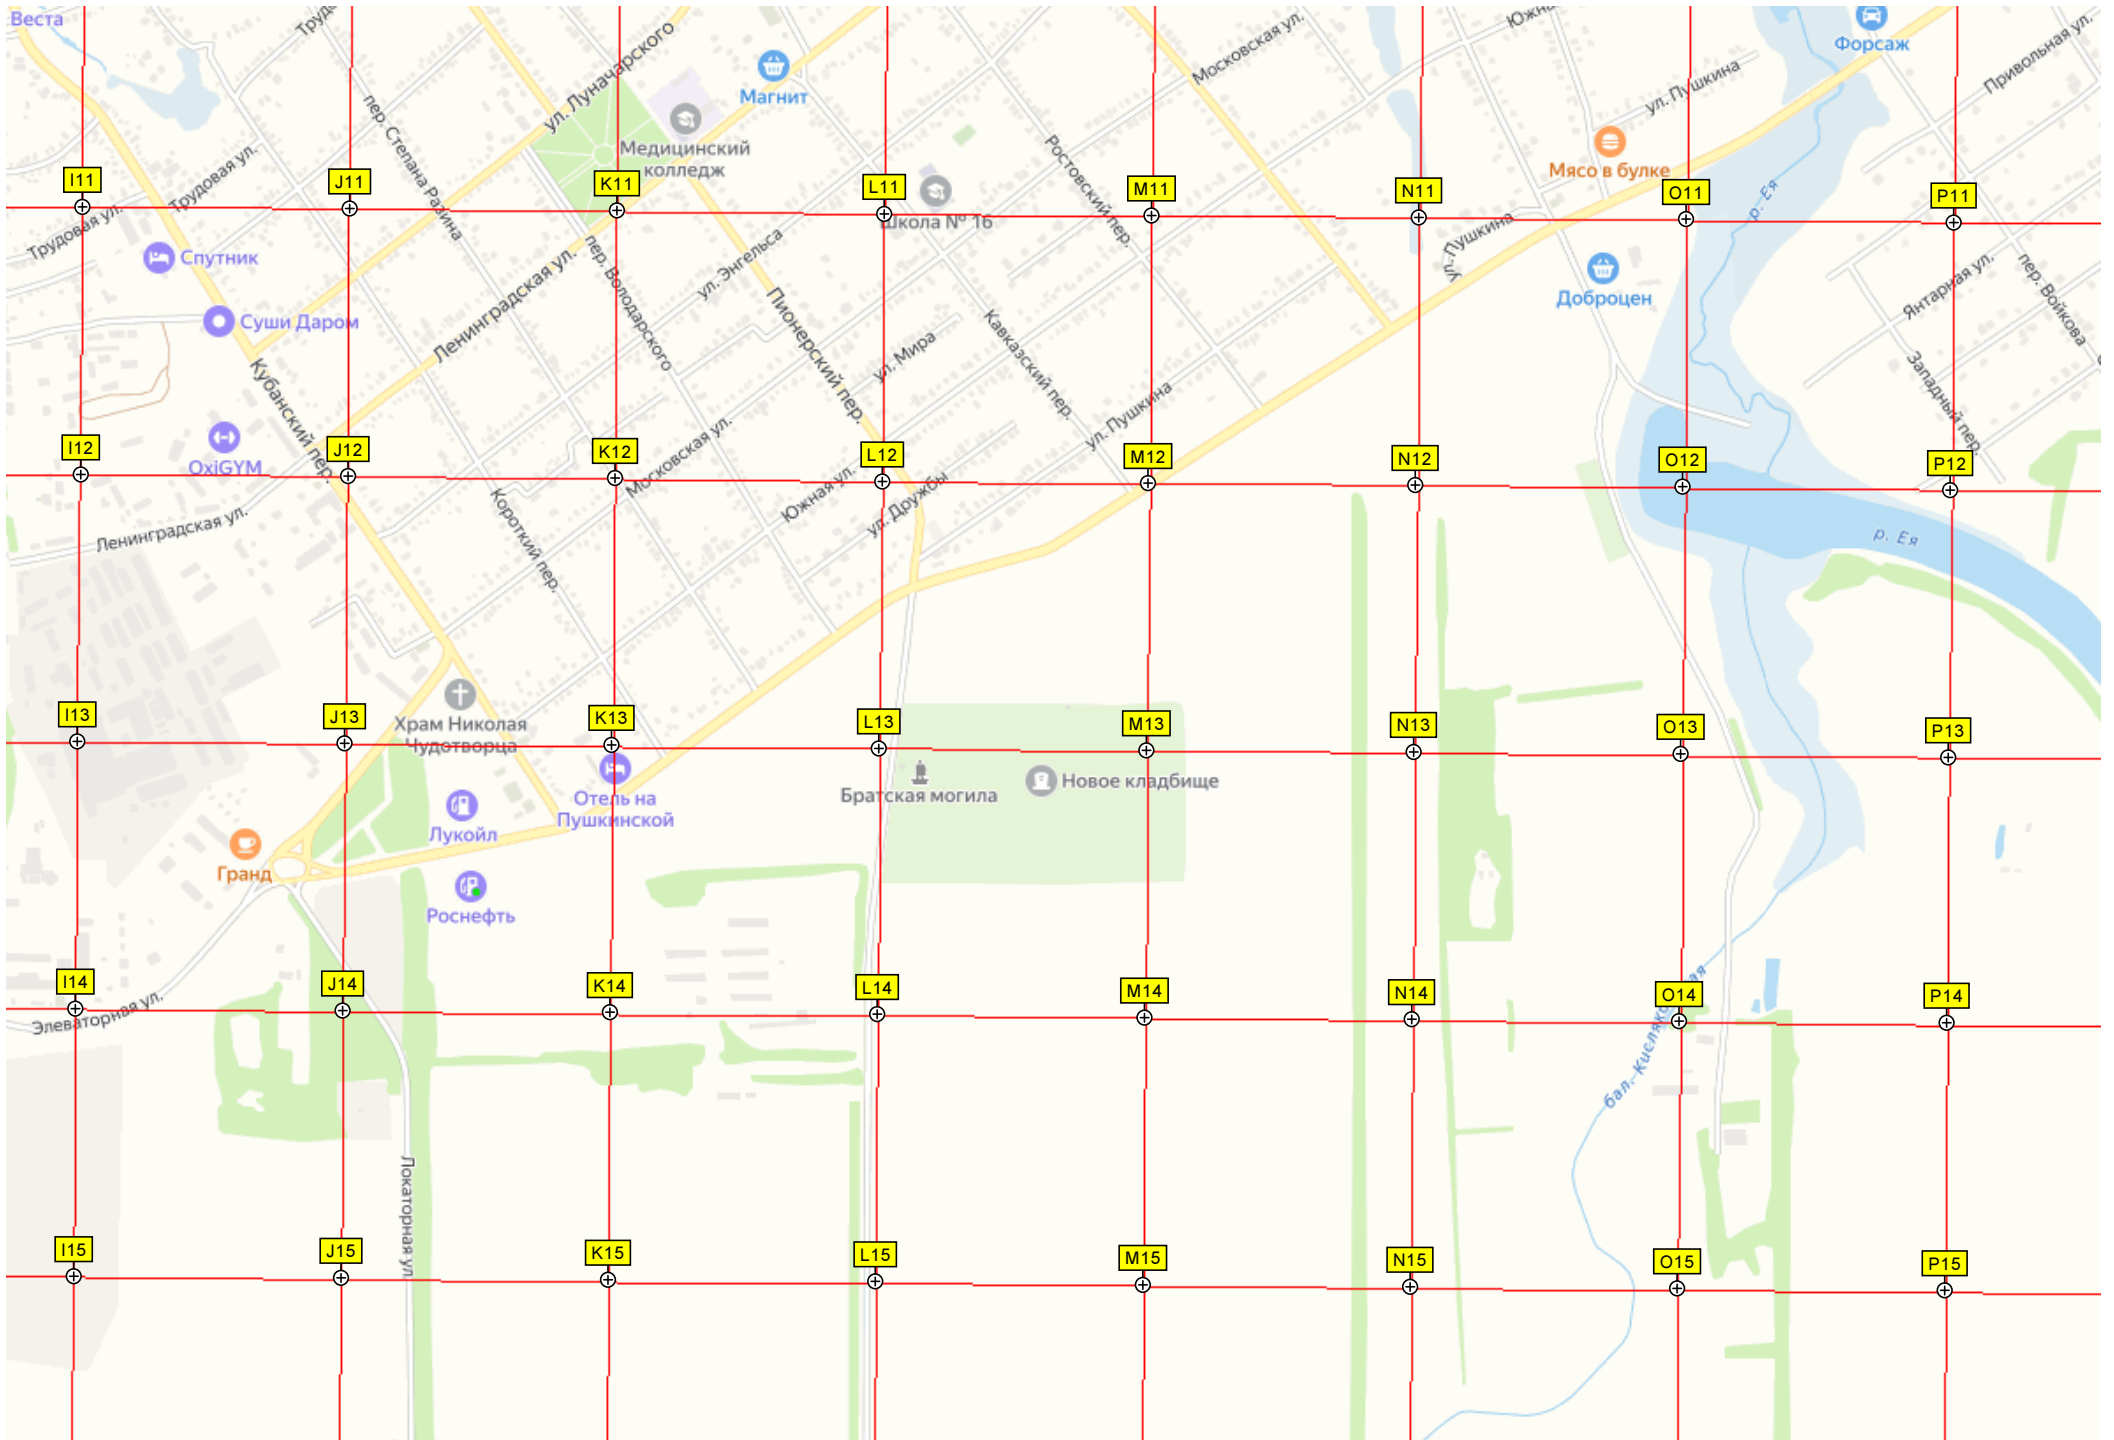 Веста
Труд
ул. Луначарского
Магнит
Московская ул.
Южн
Форсаж
Привольная ул.
ул. Пушкина
Медицинский
колледж
Мясо в булке
пер. Степана Разина
Трудовая ул.
Трудовая ул.
Ростовский пер.
р. Ея
I11
J11
K11
L11
M11
N11
O11
P11
Школа № 16
ул. Пушкина
Спутник
пер. Володарского
ул. Энгельса
Ленинградская ул.
Доброцен
Янтарная ул.
пер. Войкова
Суши Даром
Пионерский пер.
Кавказский пер.
ул. Мира
Кубанский пер.
ул. Пушкина
Западный пер.
OxiGYM
I12
J12
K12
L12
M12
N12
O12
P12
Московская ул.
Южная ул.
ул. Дружбы
Ленинградская ул.
Короткий пер.
р. Ея
Храм Николая
Чудотворца
I13
J13
K13
L13
M13
N13
O13
P13
Отель на
Пушкинской
Братская могила
Новое кладбище
Лукойл
Гранд
Роснефть
I14
J14
K14
L14
M14
N14
O14
P14
Элеваторная ул.
бал. Кисляковская
Локаторная ул.
I15
J15
K15
L15
M15
N15
O15
P15